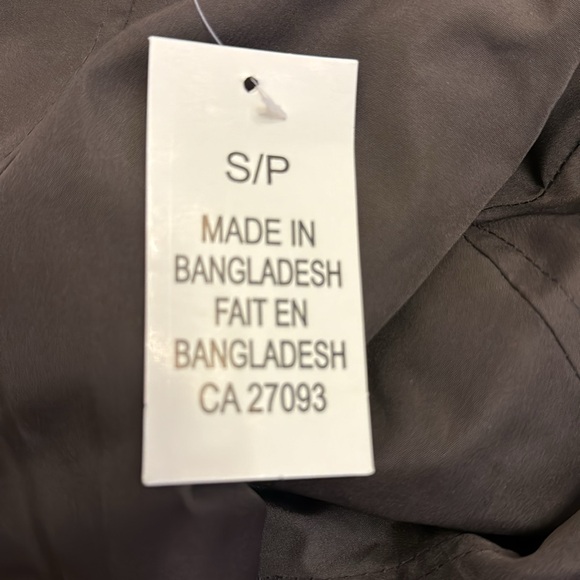 S/P
MADE IN
BANGLADESH
FAIT EN
BANGLADESH
CA 27093